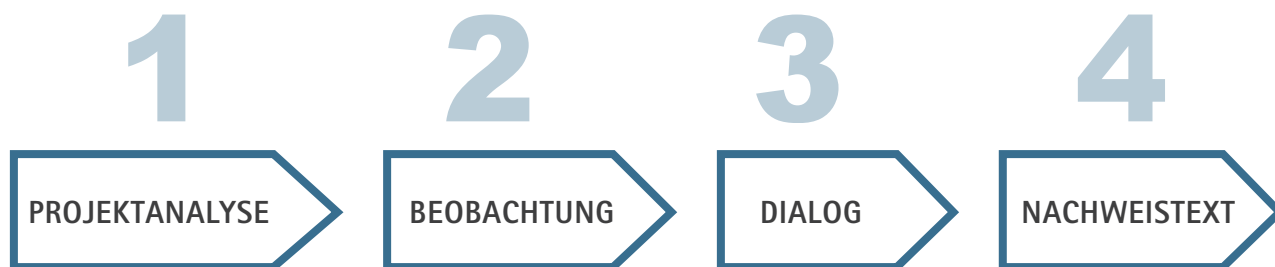 1 2 3 4
PROJEKTANALYSE BEOBACHTUNG DIALOG NACHWEISTEXT